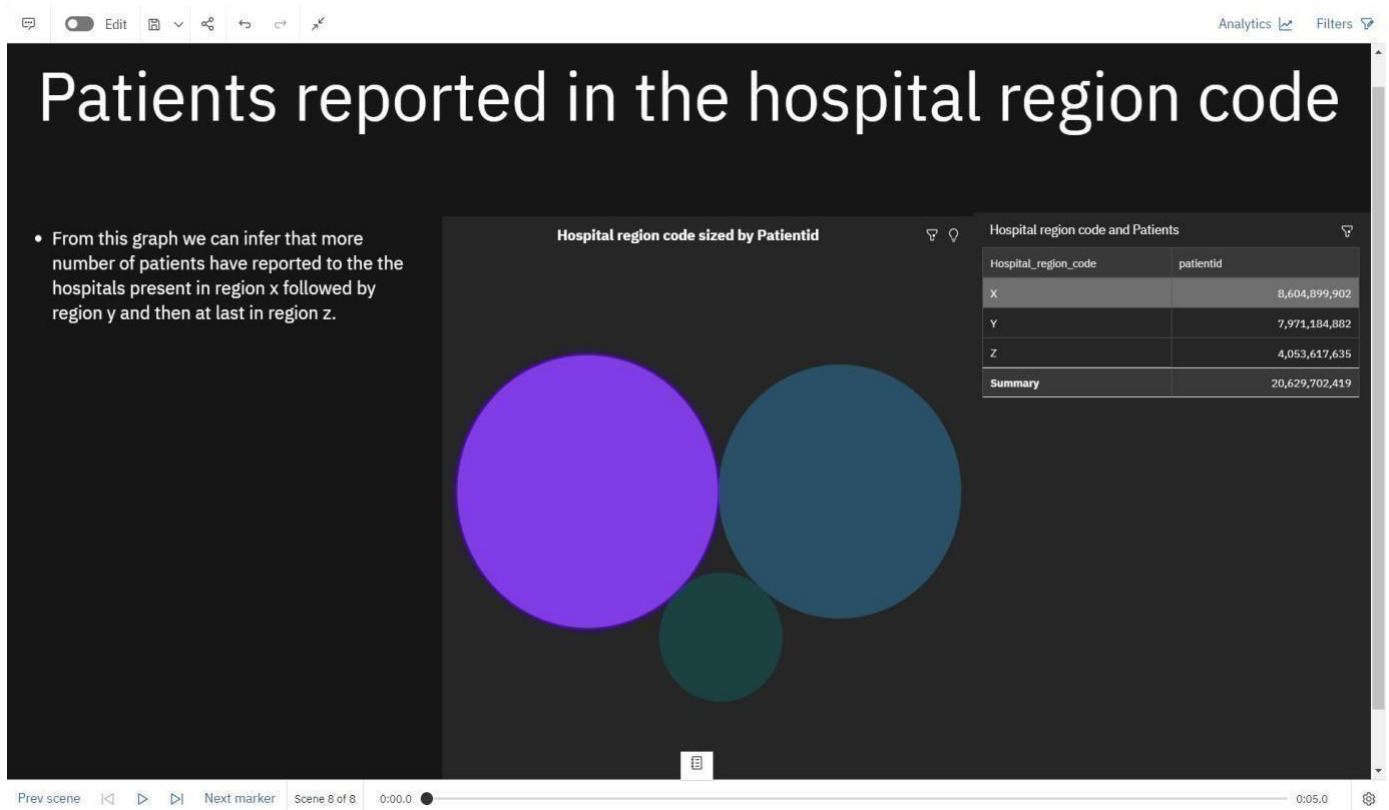 Edit
Analytics
Filters
Patients reported in the hospital region code
• From this graph we can infer that more
number of patients have reported to the the
hospitals present in region x followed by
region y and then at last in region z.
Hospital region code sized by Patientid
Hospital region code and Patients
Hospital_region_code patientid
X 8,604,899,902
Y 7,971,184,882
Z 4,053,617,635
Summary 20,629,702,419
Prev scene Next marker Scene 8 of 8 0:00.0 0:05.0